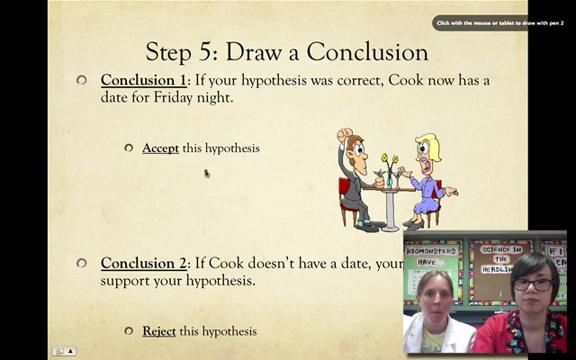 Click with the mouse or tablet to draw with pen 2
Step 5: Draw a Conclusion
Conclusion 1: If your hypothesis was correct, Cook now has a
date for Friday night.
Accept this hypothesis
Conclusion 2: If Cook doesn't have a date, your
support your hypothesis.
Reject this hypothesis
BIOMONSTERS
HAVE...
SCIENCE IN
THE
HEADLIN
IF I